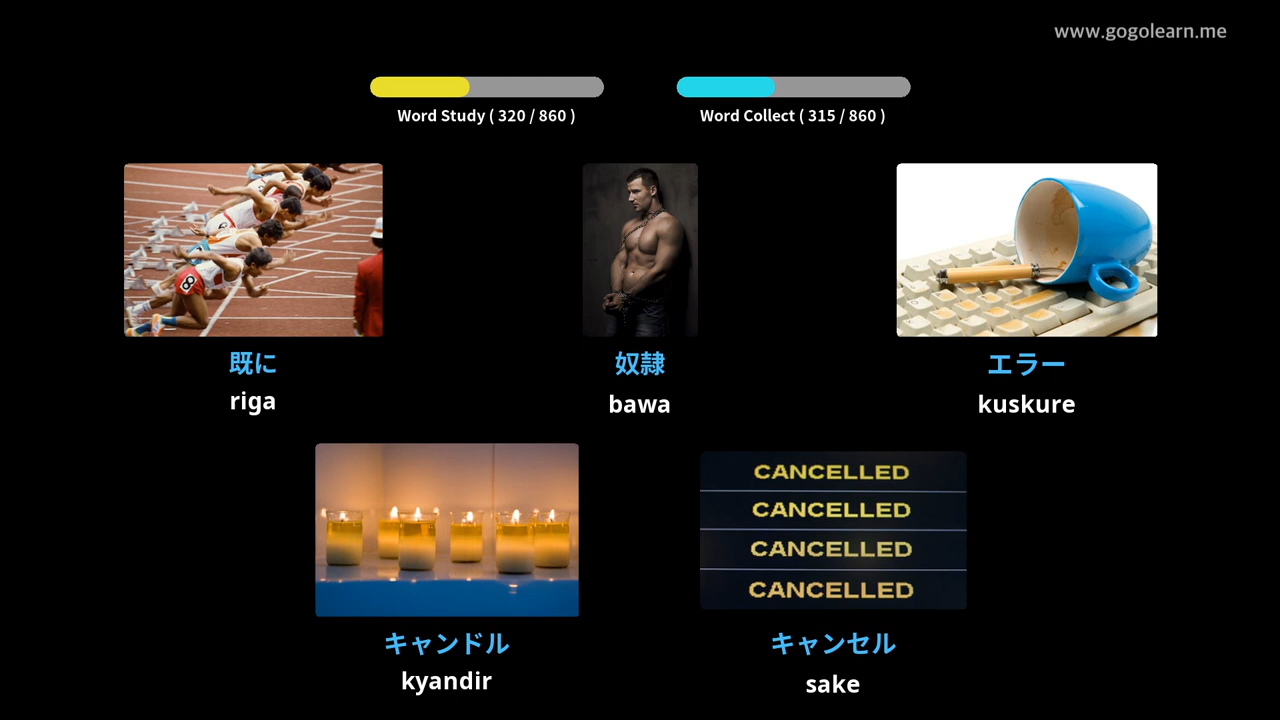 www.gogolearn.me
Word Study ( 320 / 860 )
Word Collect ( 315 / 860 )
8
既に
riga
奴隷
bawa
エラー
kuskure
CANCELLED
CANCELLED
CANCELLED
CANCELLED
キャンドル
kyandir
キャンセル
sake